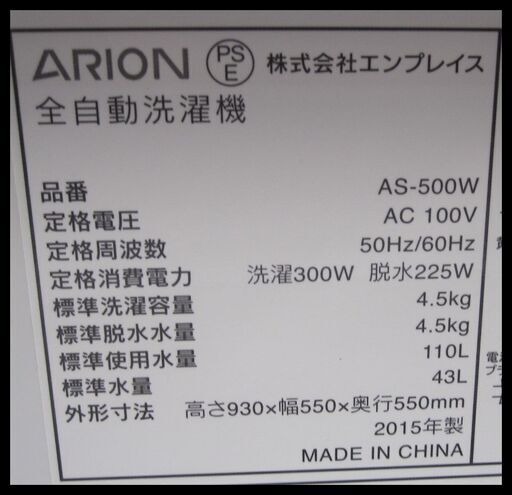 ARION PSE 株式会社エンプレイス
全自動洗濯機
品番 AS-500W
定格電圧 AC 100V
定格周波数 50Hz/60Hz
定格消費電力 洗濯300W 脱水225W
標準洗濯容量 4.5kg
標準脱水水量 4.5kg
標準使用水量 110L
標準水量 43L
外形寸法 高さ930×幅550×奥行550mm
2015年製
MADE IN CHINA